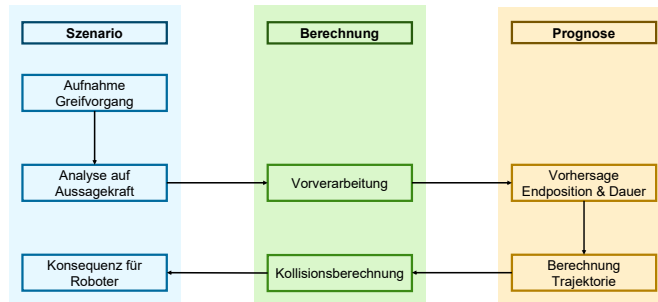 Szenario
Berechnung
Prognose
Aufnahme
Greifvorgang
Analyse auf
Aussagekraft
Vorverarbeitung
Vorhersage
Endposition & Dauer
Konsequenz für
Roboter
Kollisionsberechnung
Berechnung
Trajektorie